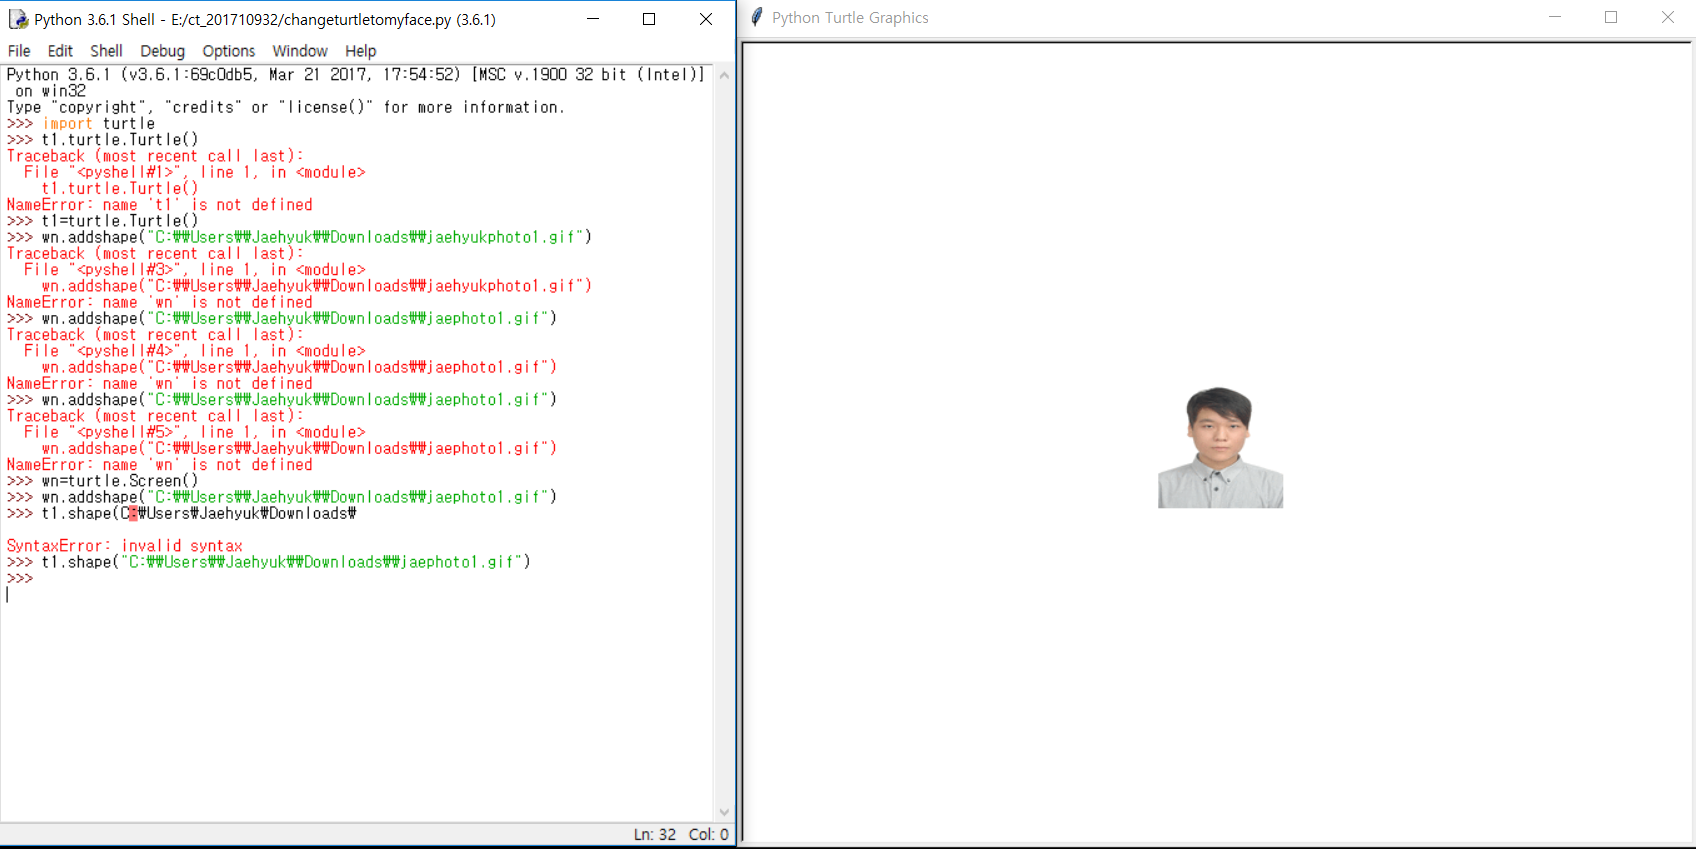 Python 3.6.1 Shell - E:/ct_201710932/changeturtletomyface.py (3.6.1)
File Edit Shell Debug Options Window Help
Python 3.6.1 (v3.6.1:69c0db5, Mar 21 2017, 17:54:52) [MSC v.1900 32 bit (Intel)]
on win32
Type "copyright", "credits" or "license()" for more information.
>>> import turtle
>>> t1.turtle.Turtle()
Traceback (most recent call last):
  File "<pyshell#1>", line 1, in <module>
    t1.turtle.Turtle()
NameError: name 't1' is not defined
>>> t1=turtle.Turtle()
>>> wn.addshape("C:₩₩Users₩₩Jaehyuk₩₩Downloads₩₩jaehyukphoto1.gif")
Traceback (most recent call last):
  File "<pyshell#3>", line 1, in <module>
    wn.addshape("C:₩₩Users₩₩Jaehyuk₩₩Downloads₩₩jaehyukphoto1.gif")
NameError: name 'wn' is not defined
>>> wn.addshape("C:₩₩Users₩₩Jaehyuk₩₩Downloads₩₩jaephoto1.gif")
Traceback (most recent call last):
  File "<pyshell#4>", line 1, in <module>
    wn.addshape("C:₩₩Users₩₩Jaehyuk₩₩Downloads₩₩jaephoto1.gif")
NameError: name 'wn' is not defined
>>> wn.addshape("C:₩₩Users₩₩Jaehyuk₩₩Downloads₩₩jaephoto1.gif")
Traceback (most recent call last):
  File "<pyshell#5>", line 1, in <module>
    wn.addshape("C:₩₩Users₩₩Jaehyuk₩₩Downloads₩₩jaephoto1.gif")
NameError: name 'wn' is not defined
>>> wn=turtle.Screen()
>>> wn.addshape("C:₩₩Users₩₩Jaehyuk₩₩Downloads₩₩jaephoto1.gif")
>>> t1.shape(C:₩Users₩Jaehyuk₩Downloads₩
SyntaxError: invalid syntax
>>> t1.shape("C:₩₩Users₩₩Jaehyuk₩₩Downloads₩₩jaephoto1.gif")
>>>
Ln: 32 Col: 0
Python Turtle Graphics